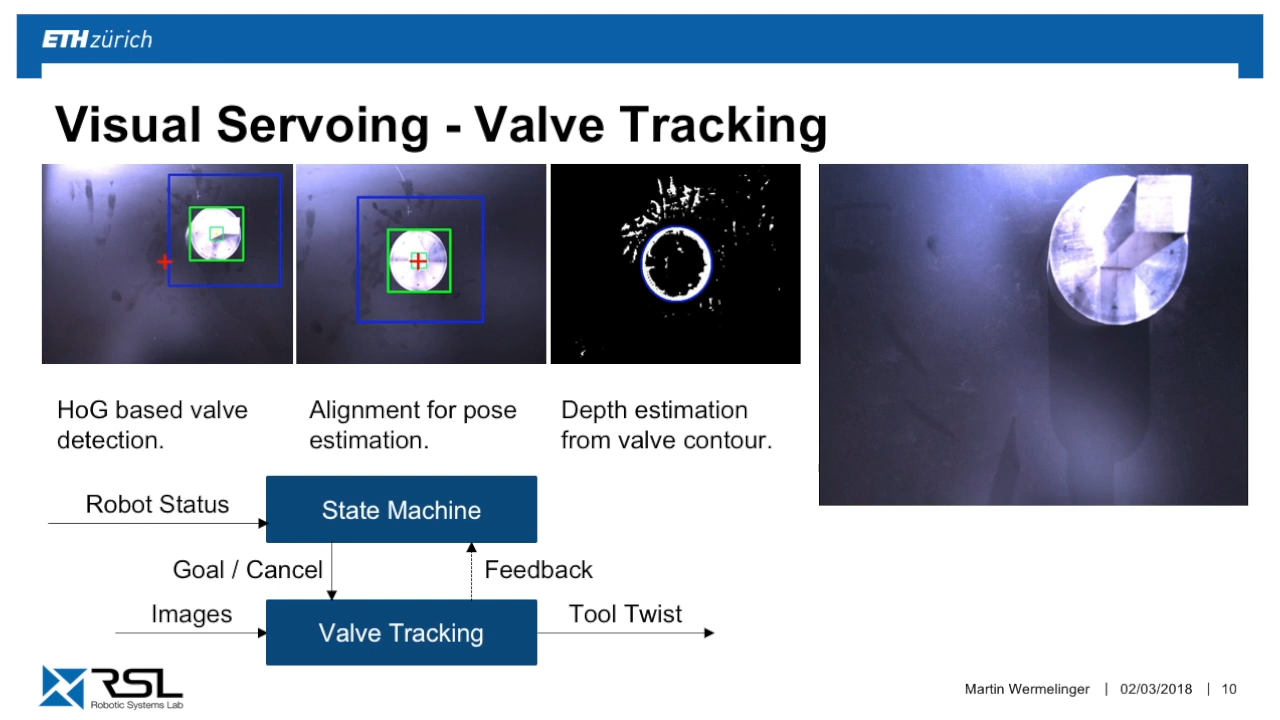 ETH zürich
Visual Servoing - Valve Tracking
HoG based valve
detection.
Alignment for pose
estimation.
Depth estimation
from valve contour.
Robot Status
State Machine
Goal / Cancel
Feedback
Images
Valve Tracking
Tool Twist
RSL
Robotic Systems Lab
Martin Wermelinger | 02/03/2018 | 10